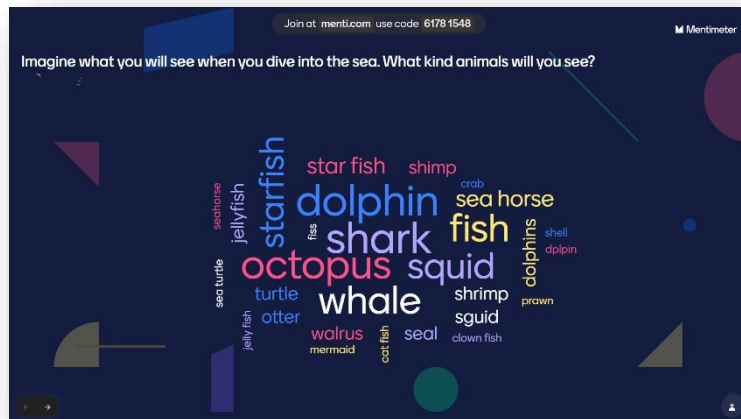 Join at menti.com use code 6178 1548
Mentimeter
Imagine what you will see when you dive into the sea. What kind animals will you see?
starfish
star fish
shimp
crab
seahorse
jellyfish
dolphin
sea horse
fiss
shark
fish
dolphins
shell
dplpin
sea turtle
octopus
squid
turtle
whale
shrimp
prawn
otter
sguid
jelly fish
walrus
cat fish
seal
clown fish
mermaid